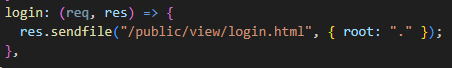 login: (req, res) => {
res.sendfile("/public/view/login.html", { root: "." });
},